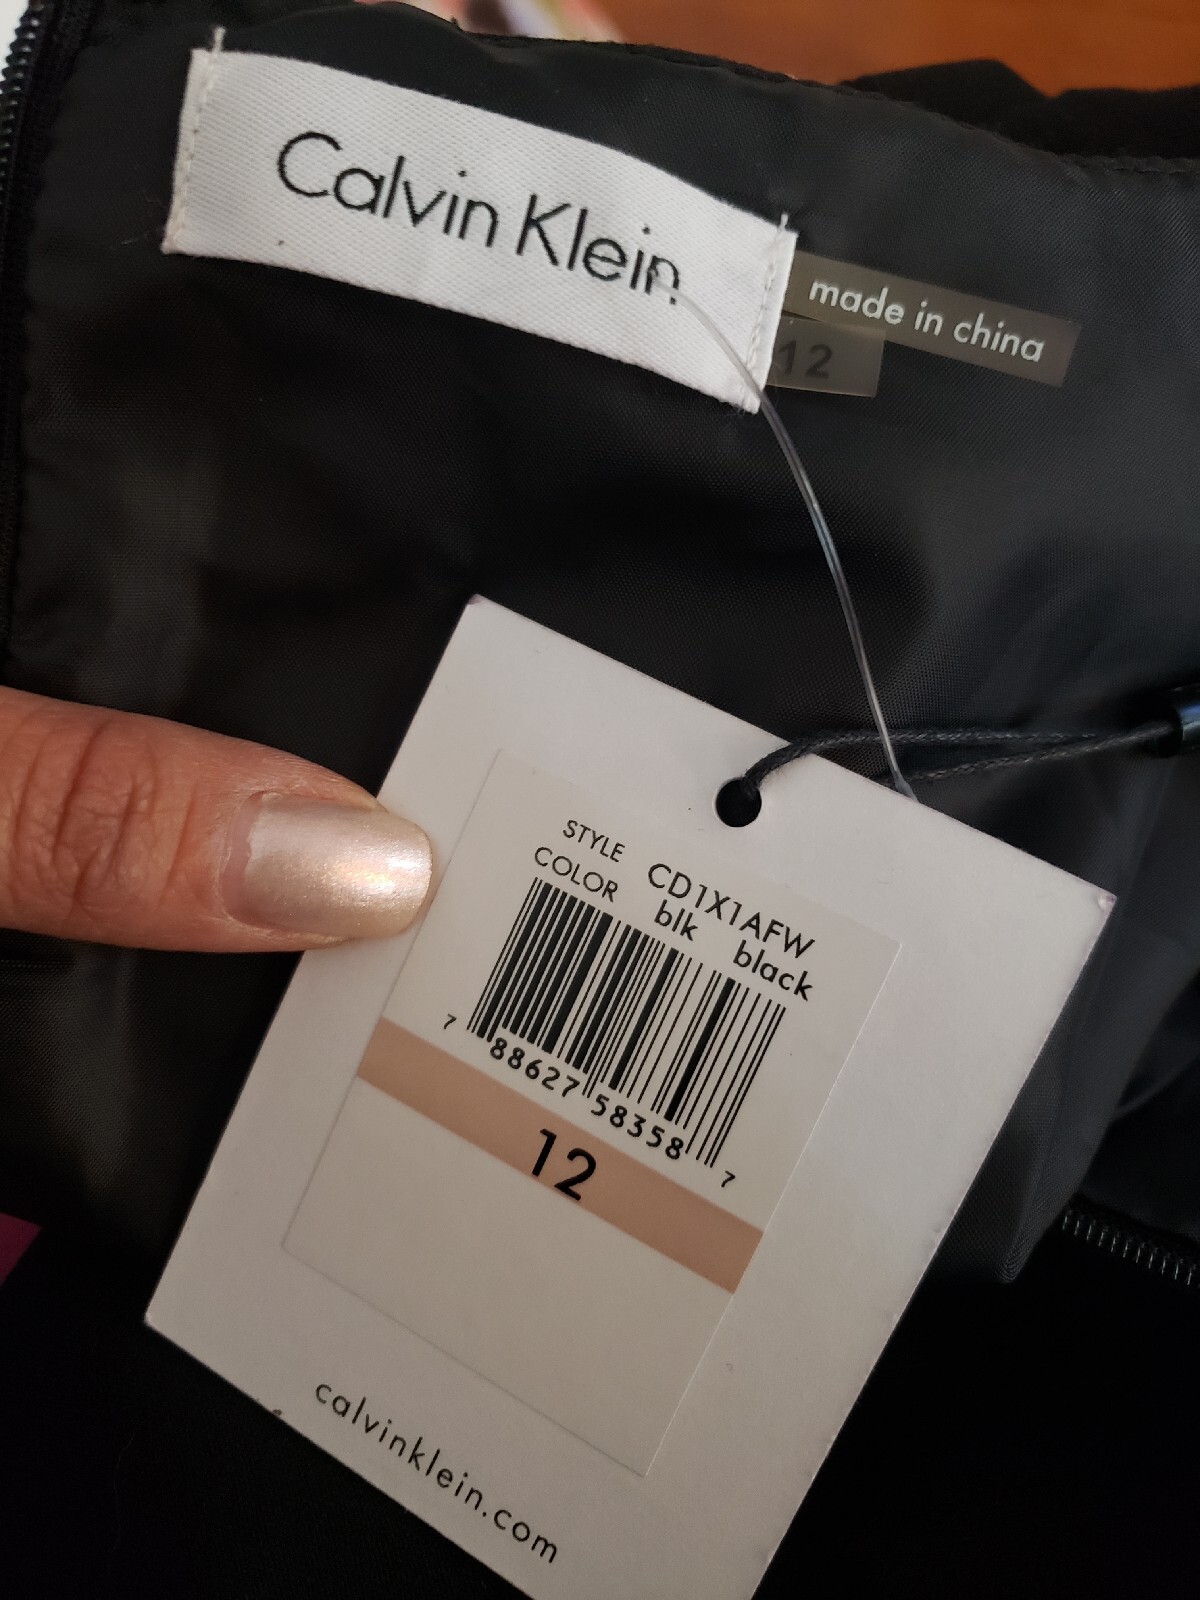 Calvin Klein
made in china
12
STYLE CD1X1AFW
COLOR blk black
7 88627 58358 7
12
calvinklein.com